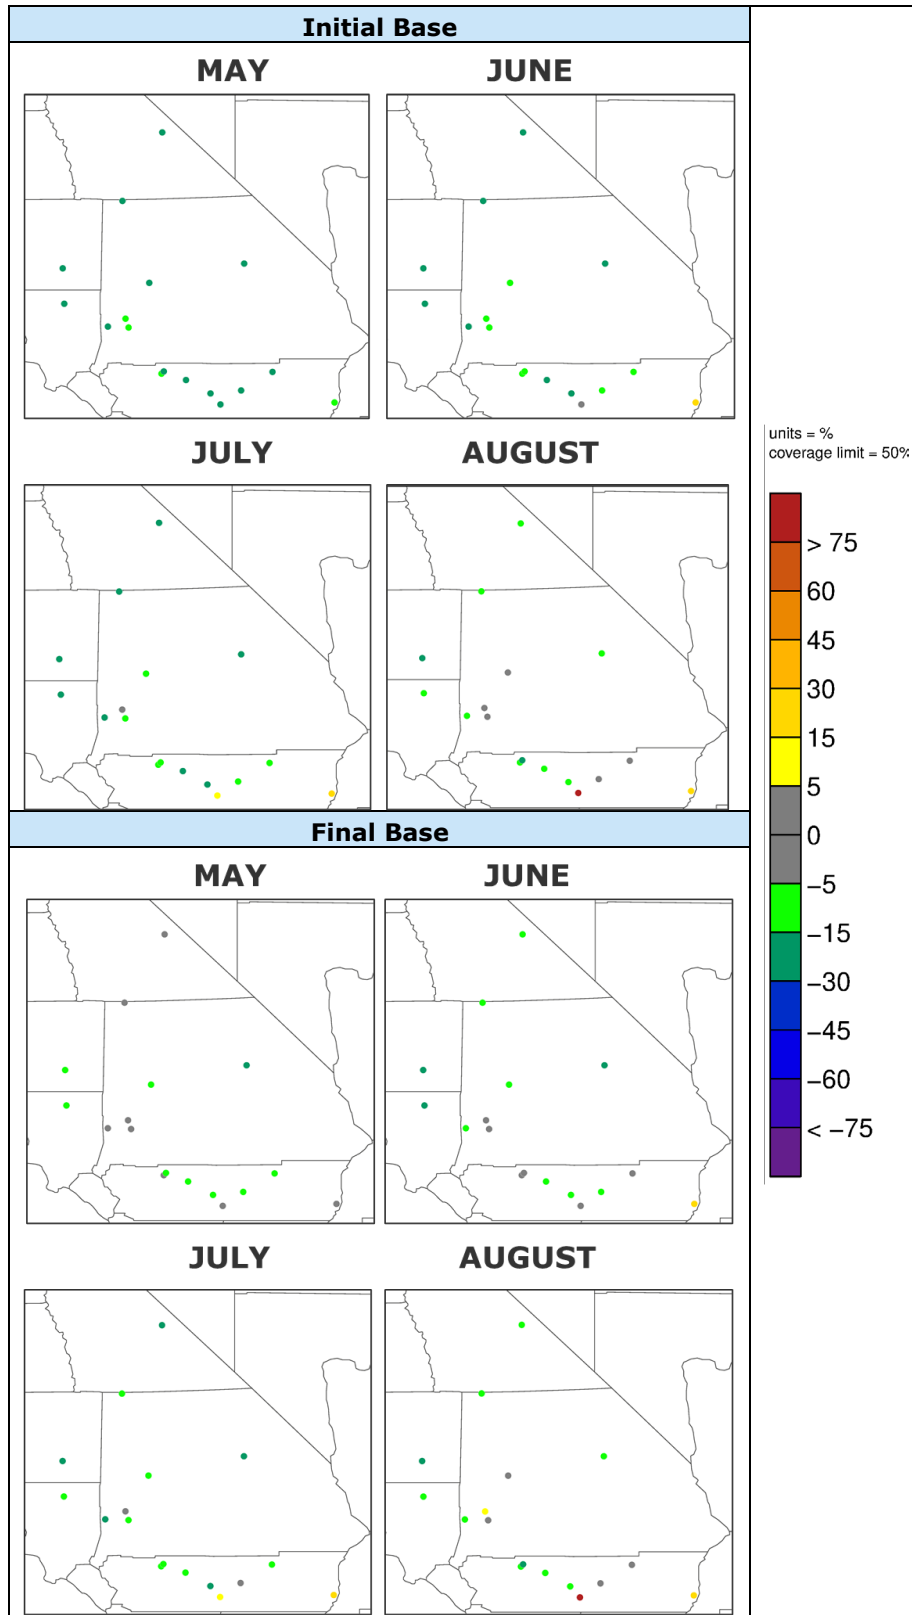 Initial Base
MAY
JUNE
JULY
AUGUST
units = %
coverage limit = 50%
> 75
60
45
30
15
5
0
−5
−15
−30
−45
−60
< −75
Final Base
MAY
JUNE
JULY
AUGUST